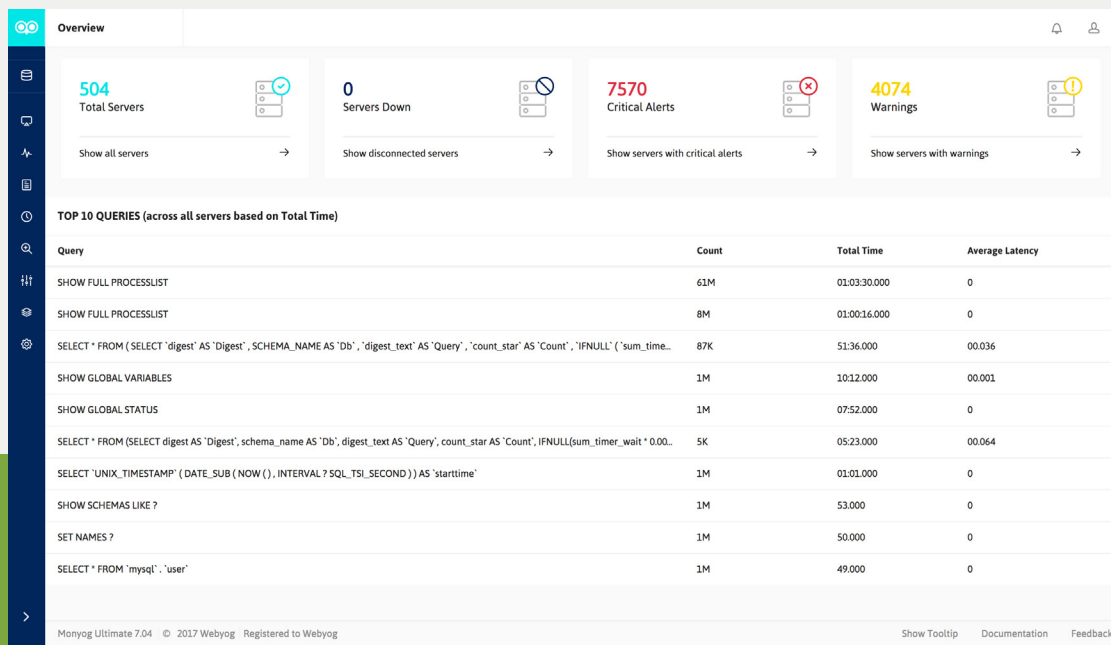 Overview
504
Total Servers
Show all servers
0
Servers Down
Show disconnected servers
7570
Critical Alerts
Show servers with critical alerts
4074
Warnings
Show servers with warnings
TOP 10 QUERIES (across all servers based on Total Time)
Query Count Total Time Average Latency
SHOW FULL PROCESSLIST 61M 01:03:30.000 0
SHOW FULL PROCESSLIST 8M 01:00:16.000 0
SELECT * FROM ( SELECT `digest` AS `Digest` , SCHEMA_NAME AS `Db` , `digest_text` AS `Query` , `count_star` AS `Count` , `IFNULL` ( `sum_time... 87K 51:36.000 00.036
SHOW GLOBAL VARIABLES 1M 10:12.000 00.001
SHOW GLOBAL STATUS 1M 07:52.000 0
SELECT * FROM (SELECT digest AS `Digest`, schema_name AS `Db`, digest_text AS `Query`, count_star AS `Count`, IFNULL(sum_timer_wait * 0.00... 5K 05:23.000 00.064
SELECT `UNIX_TIMESTAMP` ( DATE_SUB ( NOW ( ) , INTERVAL ? SQL_TSI_SECOND ) ) AS `starttime` 1M 01:01.000 0
SHOW SCHEMAS LIKE ? 1M 53.000 0
SET NAMES ? 1M 50.000 0
SELECT * FROM `mysql` . `user` 1M 49.000 0
Monyog Ultimate 7.04 © 2017 Webyog Registered to Webyog Show Tooltip Documentation Feedback